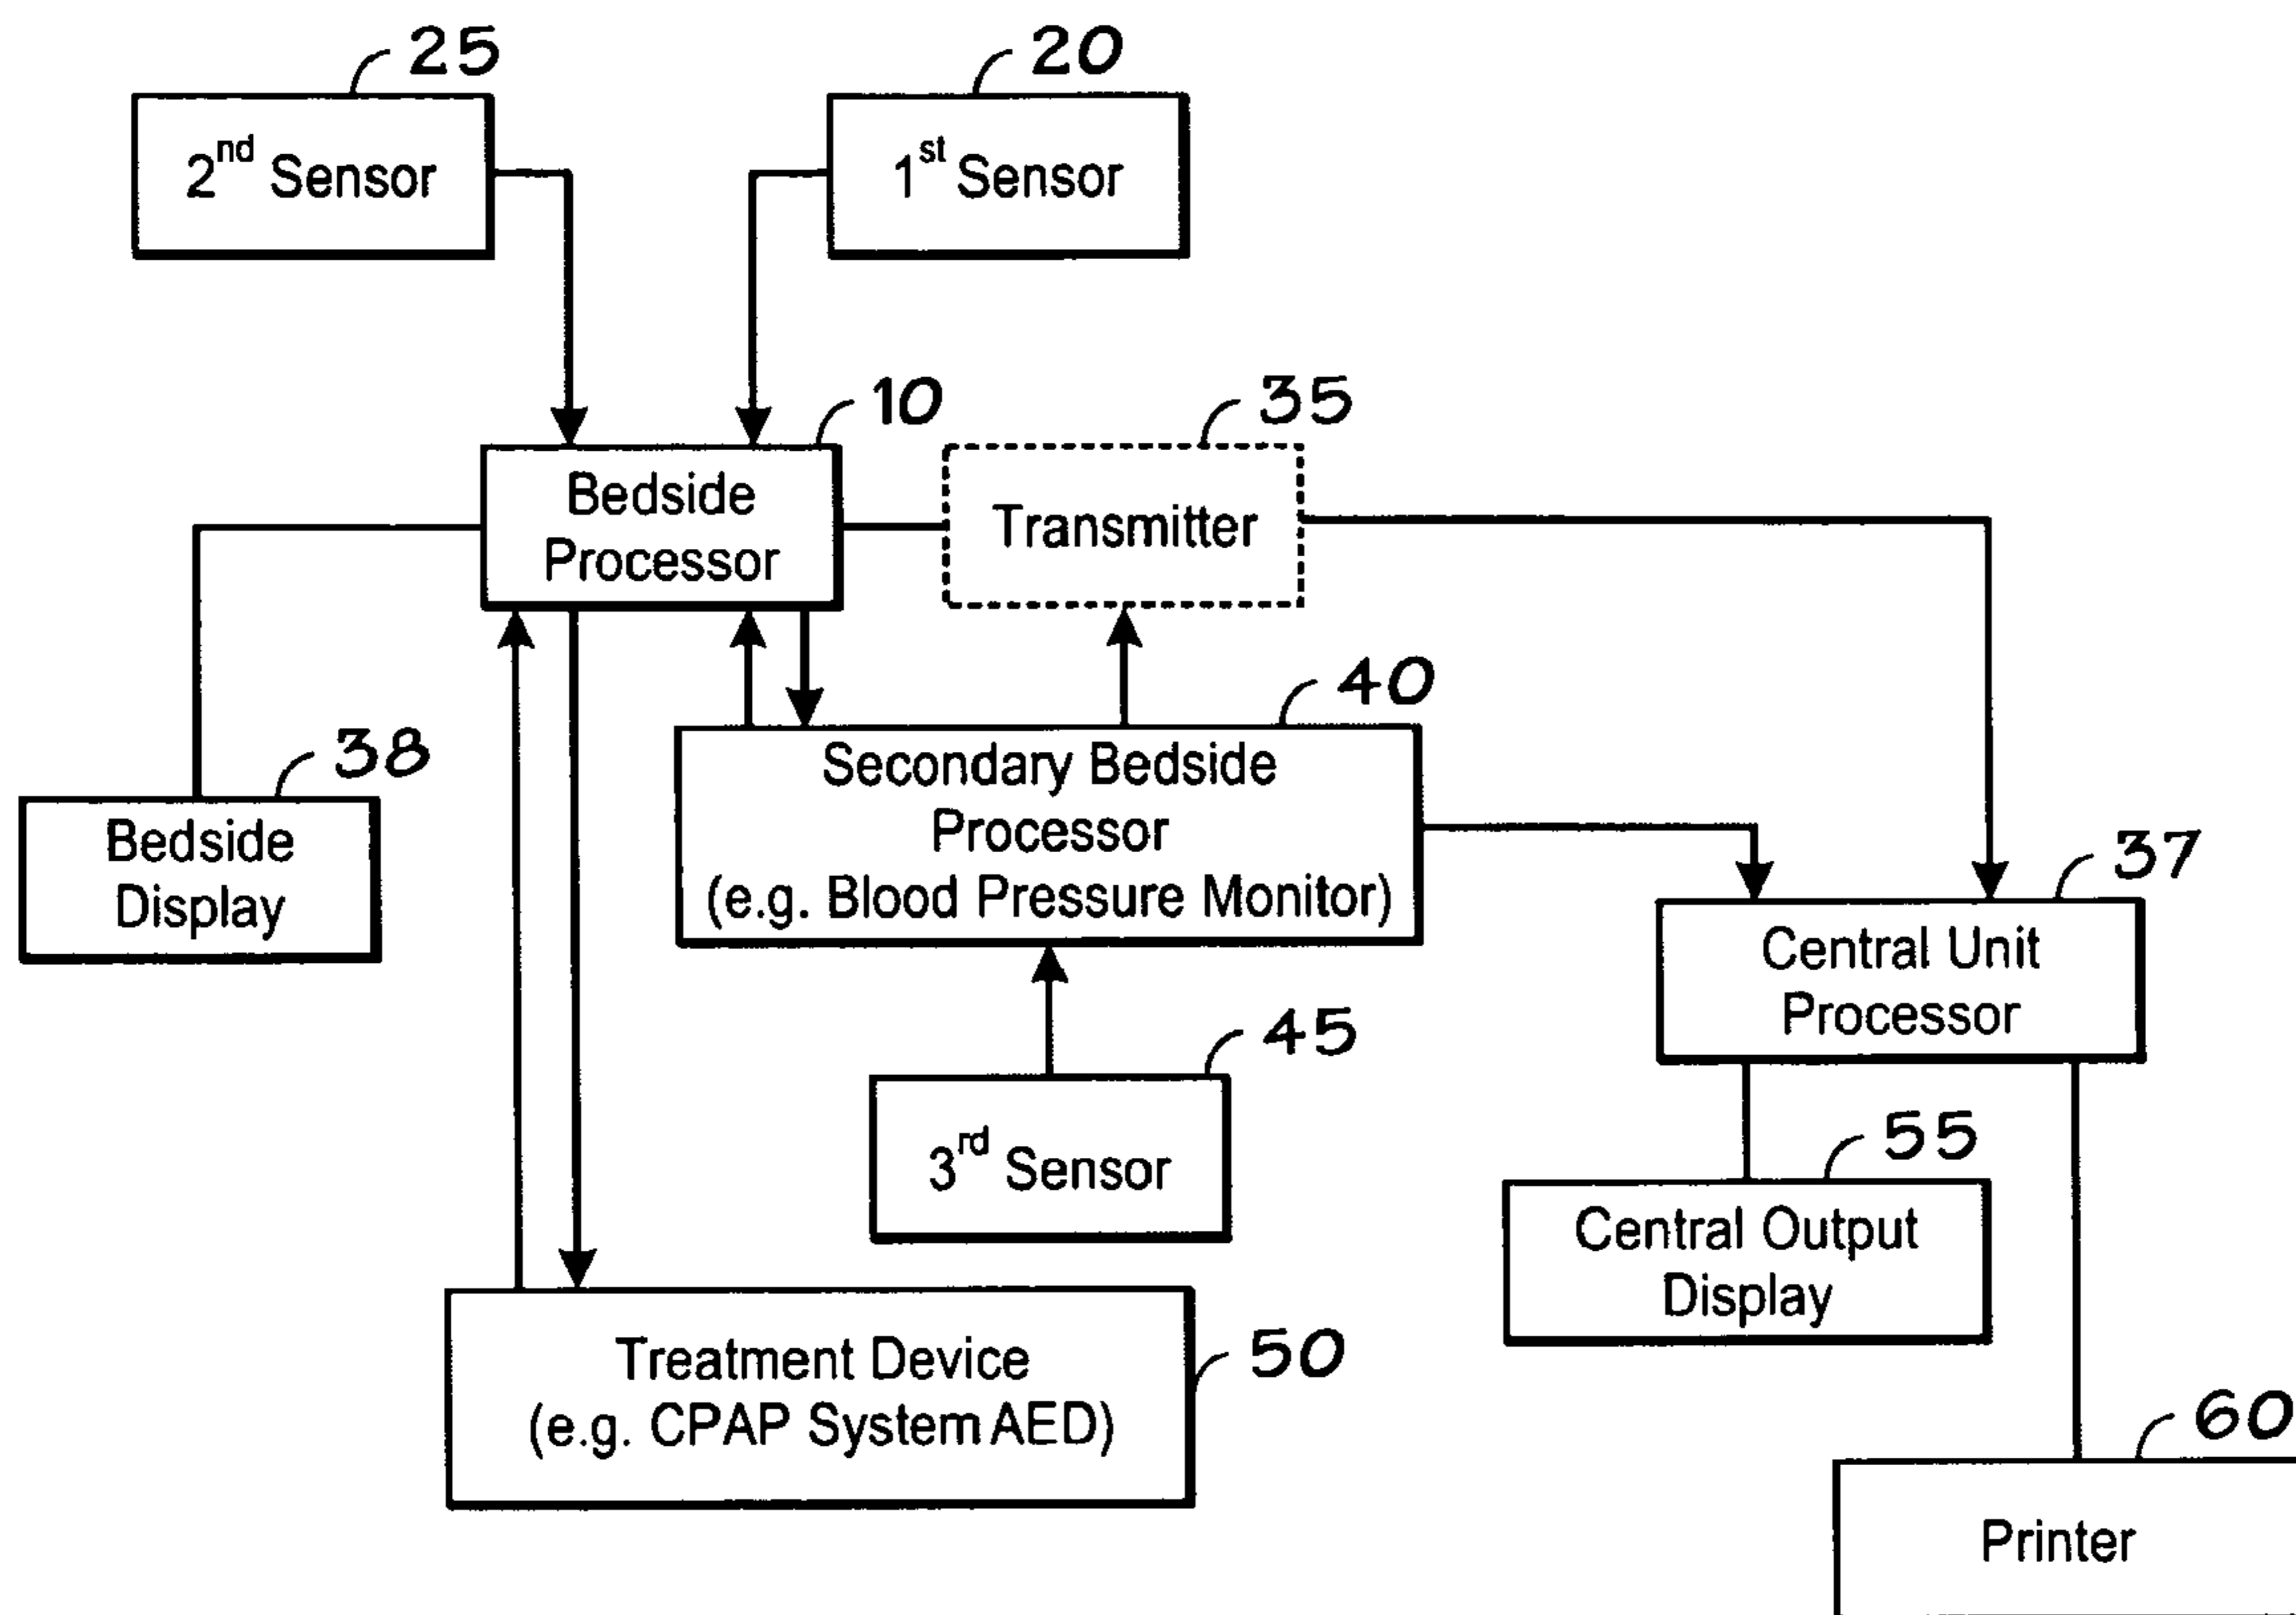 25
20
2nd Sensor
1st Sensor
10
35
Bedside
Processor
Transmitter
40
38
Secondary Bedside
Processor
(e.g. Blood Pressure Monitor)
Bedside
Display
37
Central Unit
Processor
45
3rd Sensor
55
Central Output
Display
50
Treatment Device
(e.g. CPAP System AED)
60
Printer